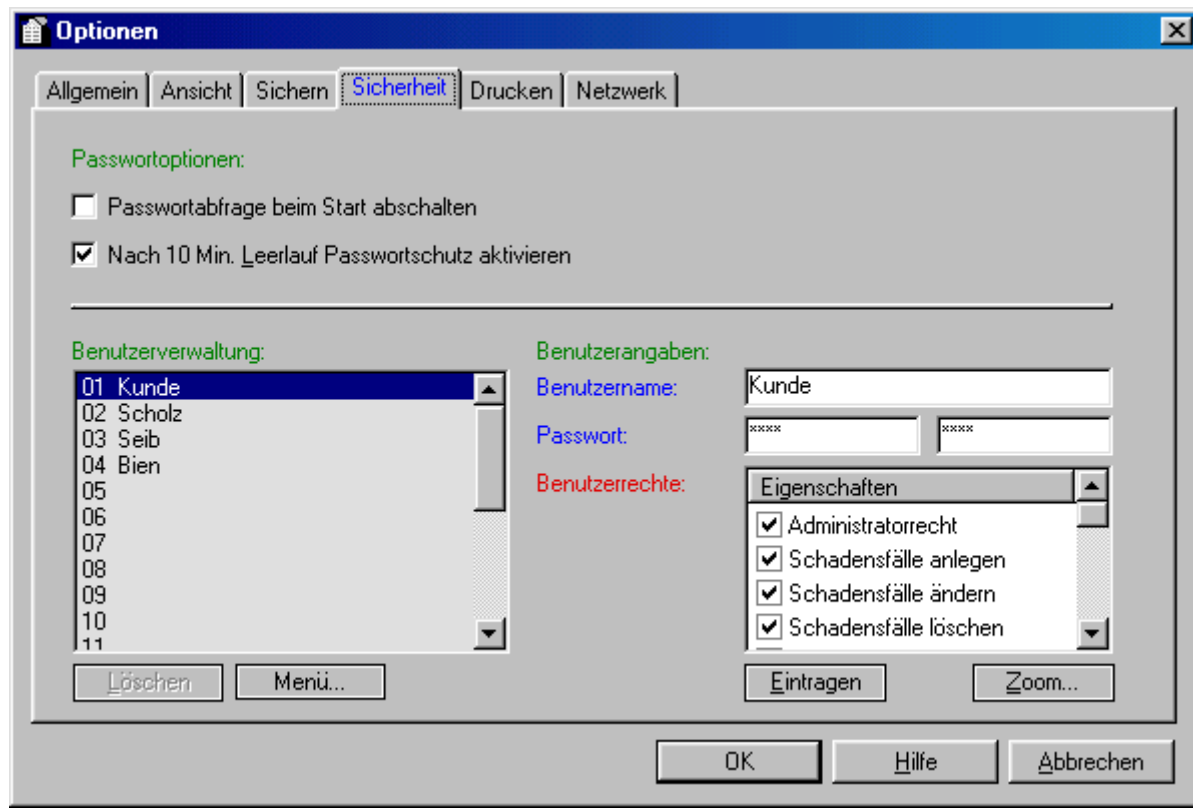 Optionen
Allgemein Ansicht Sichern Sicherheit Drucken Netzwerk
Passwortoptionen:
Passwortabfrage beim Start abschalten
Nach 10 Min. Leerlauf Passwortschutz aktivieren
Benutzerverwaltung:
01 Kunde
02 Scholz
03 Seib
04 Bien
05
06
07
08
09
10
11
Löschen Menü...
Benutzerangaben:
Benutzername: Kunde
Passwort: **** ****
Benutzerrechte: Eigenschaften
Administratorrecht
Schadensfälle anlegen
Schadensfälle ändern
Schadensfälle löschen
Eintragen Zoom...
OK Hilfe Abbrechen